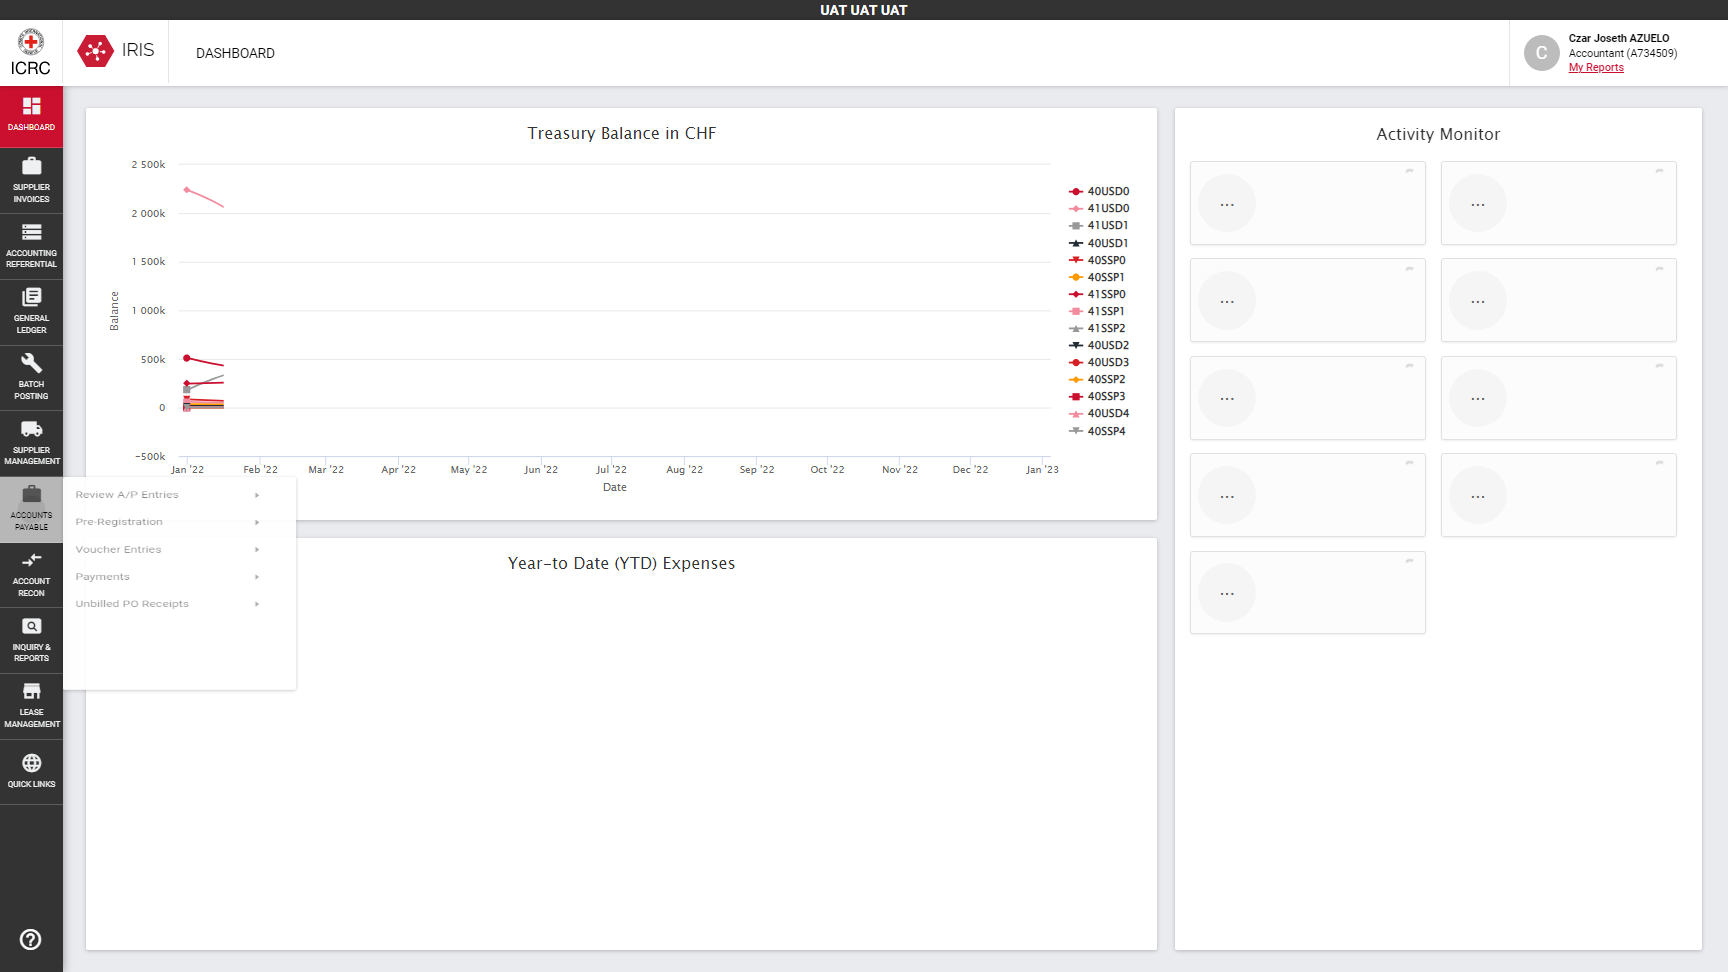 UAT UAT UAT
ICRC
IRIS
DASHBOARD
C
Czar Joseth AZUELO
Accountant (A734509)
My Reports
DASHBOARD
SUPPLIER
INVOICES
ACCOUNTING
REFERENTIAL
GENERAL
LEDGER
BATCH
POSTING
SUPPLIER
MANAGEMENT
ACCOUNTS
PAYABLE
ACCOUNT
RECON
INQUIRY &
REPORTS
LEASE
MANAGEMENT
QUICK LINKS
Review A/P Entries
Pre-Registration
Voucher Entries
Payments
Unbilled PO Receipts
Treasury Balance in CHF
Balance
2 500k
2 000k
1 500k
1 000k
500k
0
−500k
Jan '22
Feb '22
Mar '22
Apr '22
May '22
Jun '22
Jul '22
Aug '22
Sep '22
Oct '22
Nov '22
Dec '22
Jan '23
Date
40USD0
41USD0
41USD1
40USD1
40SSP0
40SSP1
41SSP0
41SSP1
41SSP2
40USD2
40USD3
40SSP2
40SSP3
40USD4
40SSP4
Year-to Date (YTD) Expenses
Activity Monitor
...
...
...
...
...
...
...
...
...